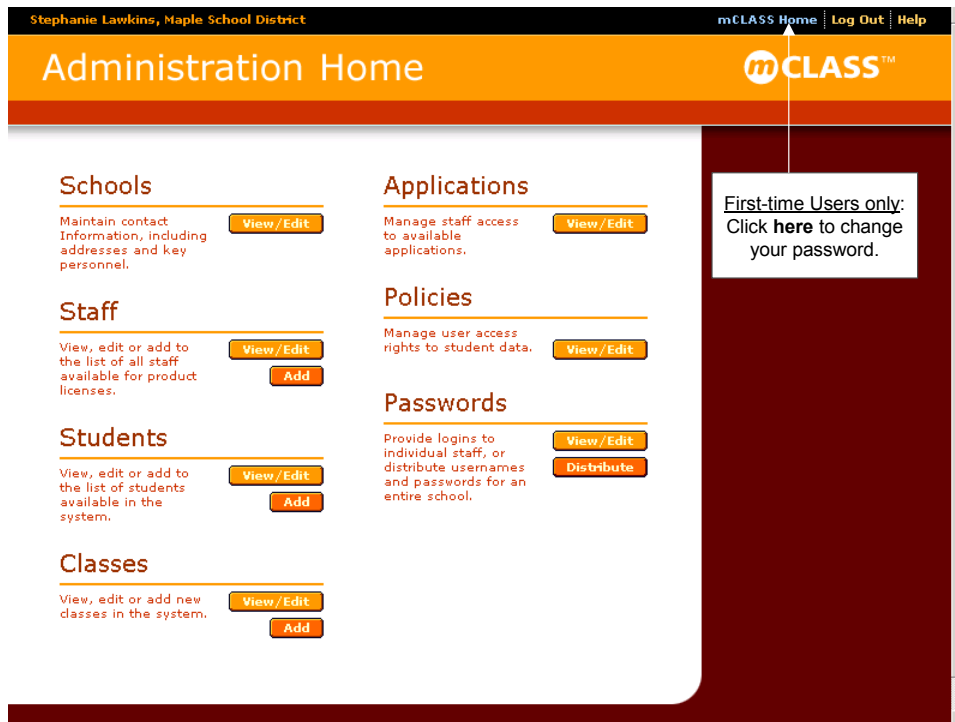 Stephanie Lawkins, Maple School District
mCLASS Home Log Out Help
Administration Home
mCLASS™
Schools
Maintain contact
Information, including
addresses and key
personnel.
View/Edit
Staff
View, edit or add to
the list of all staff
available for product
licenses.
View/Edit
Add
Students
View, edit or add to
the list of students
available in the
system.
View/Edit
Add
Classes
View, edit or add new
classes in the system.
View/Edit
Add
Applications
Manage staff access
to available
applications.
View/Edit
Policies
Manage user access
rights to student data.
View/Edit
Passwords
Provide logins to
individual staff, or
distribute usernames
and passwords for an
entire school.
View/Edit
Distribute
First-time Users only:
Click here to change
your password.